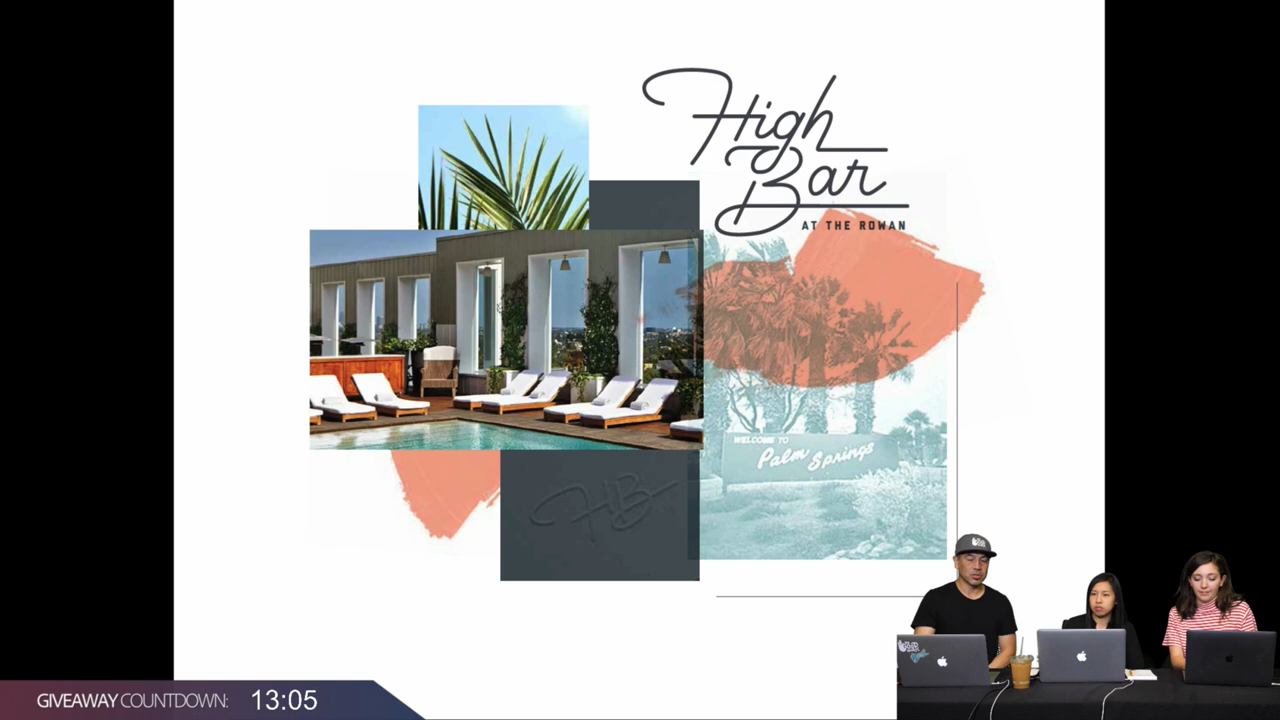 High
Bar
AT THE ROWAN
WELCOME TO
Palm Springs
HB
GIVEAWAY COUNTDOWN: 13:05